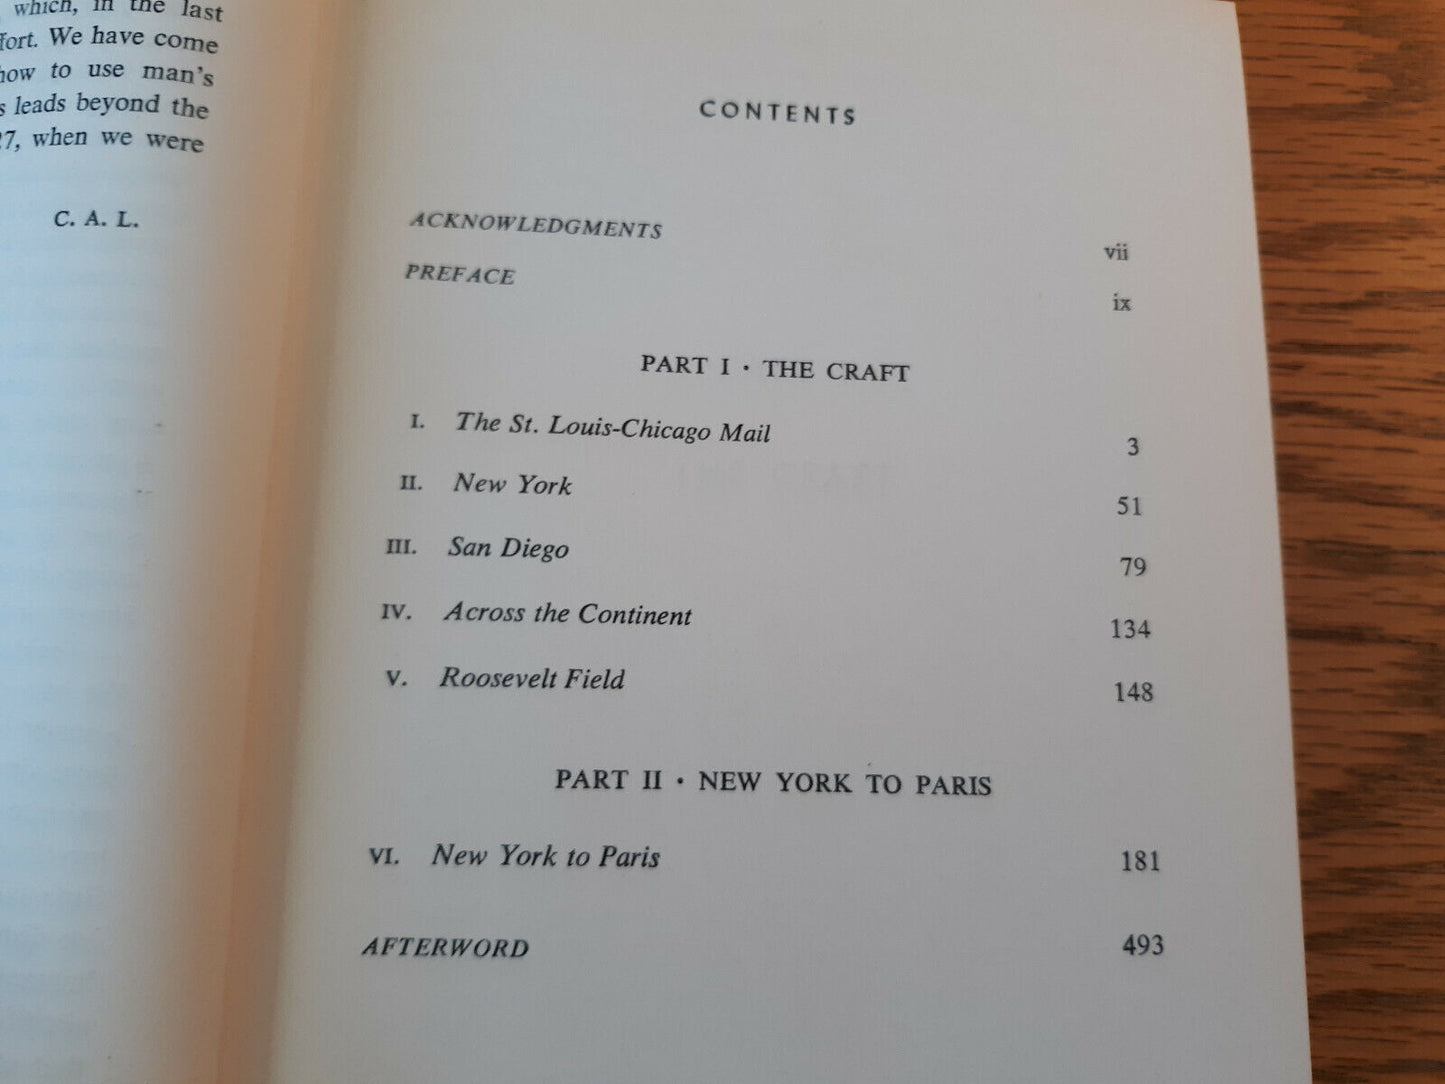 which, in the last
fort. We have come
how to use man's
s leads beyond the
27, when we were
C. A. L.
CONTENTS
ACKNOWLEDGMENTS vii
PREFACE ix
PART I · THE CRAFT
I. The St. Louis-Chicago Mail 3
II. New York 51
III. San Diego 79
IV. Across the Continent 134
V. Roosevelt Field 148
PART II · NEW YORK TO PARIS
VI. New York to Paris 181
AFTERWORD 493